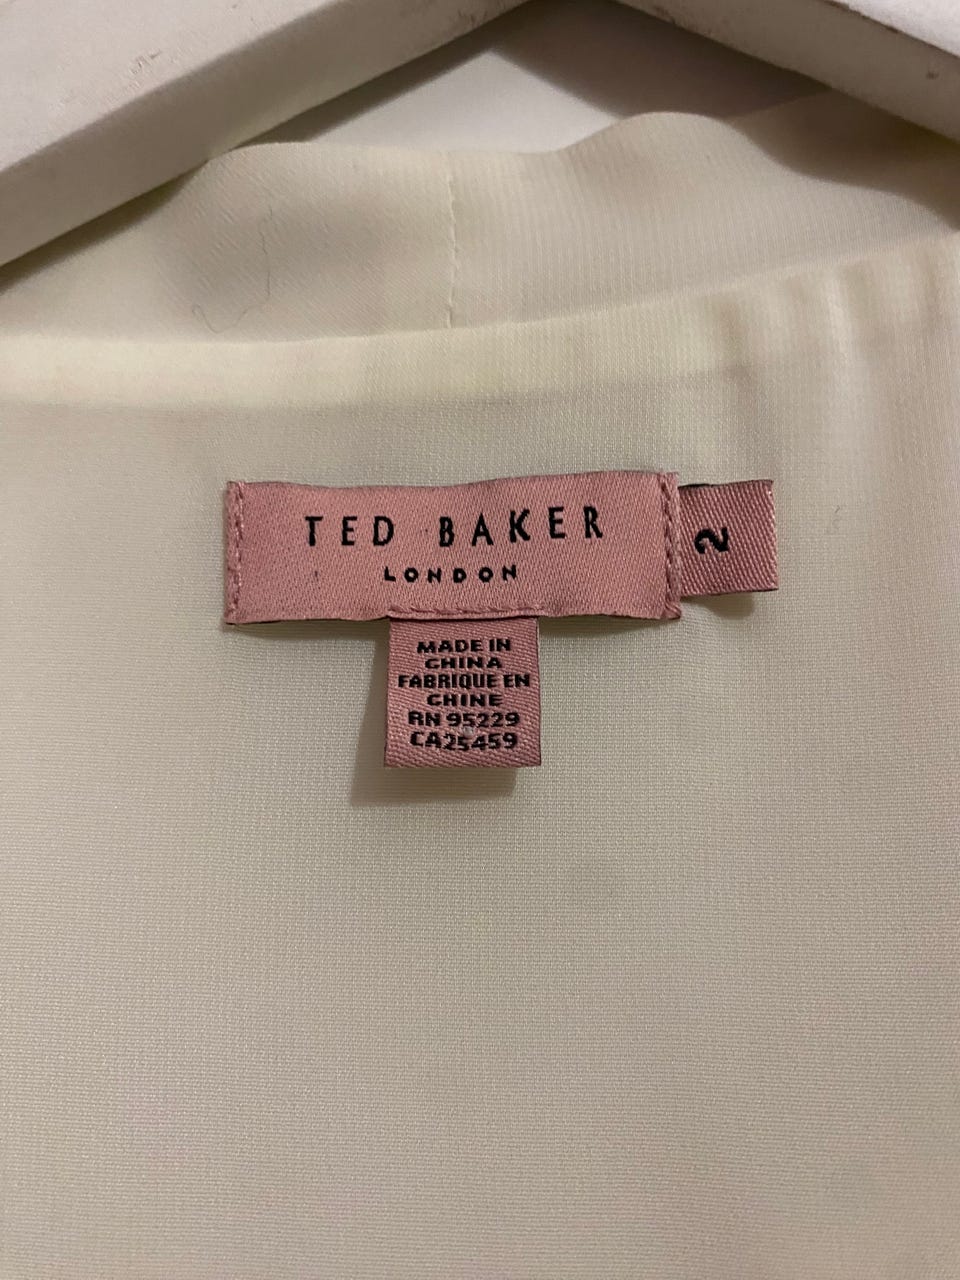 TED BAKER
LONDON
2
MADE IN
CHINA
FABRIQUE EN
CHINE
RN 95229
CA25459